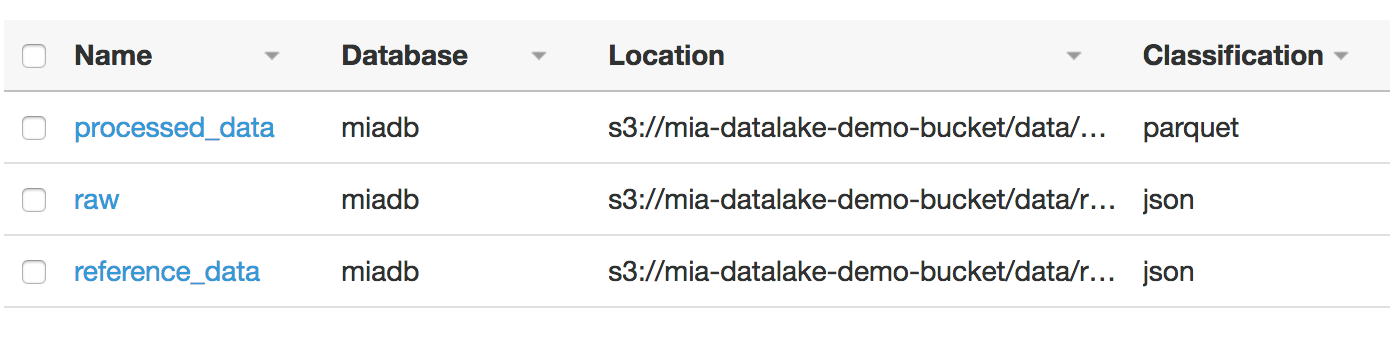 Name Database Location Classification
processed_data miadb s3://mia-datalake-demo-bucket/data/... parquet
raw miadb s3://mia-datalake-demo-bucket/data/r... json
reference_data miadb s3://mia-datalake-demo-bucket/data/r... json